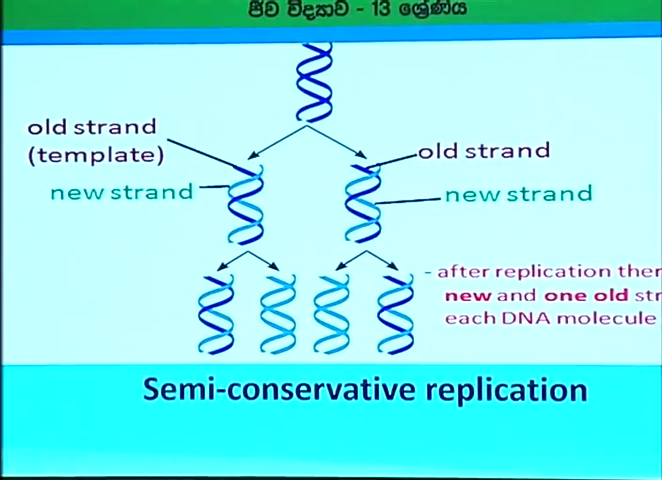 ජීව විද්‍යාව - 13 ශ්‍රේණිය
old strand
(template)
new strand
old strand
new strand
- after replication ther
new and one old str
each DNA molecule
Semi-conservative replication